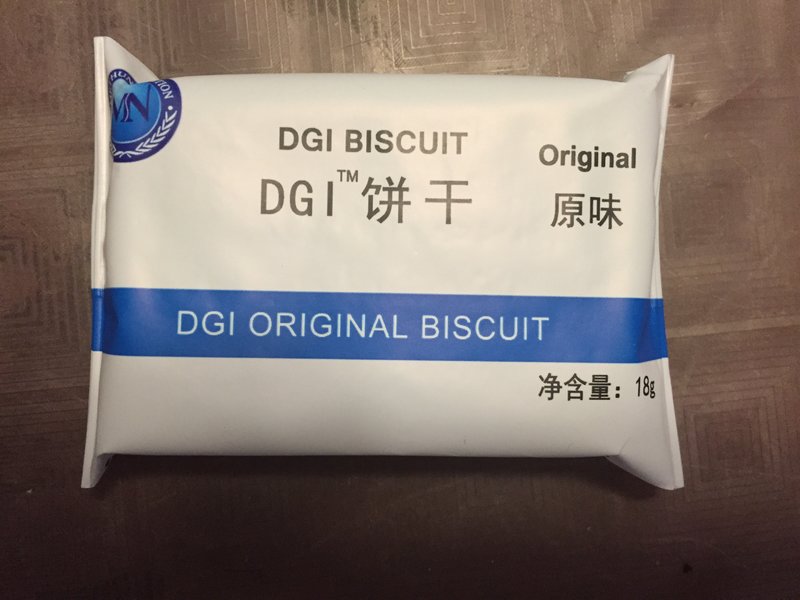 DGI BISCUIT
Original
DGI™饼干
原味
DGI ORIGINAL BISCUIT
净含量：18g